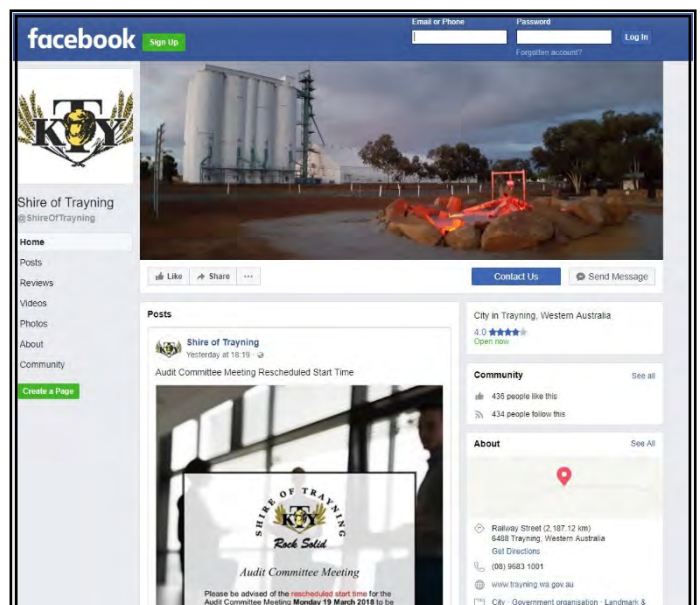 Email or Phone
Password
facebook
Sign Up
Log In
Forgotten account?
KTY
Shire of Trayning
@ShireOfTrayning
Home
Posts
Reviews
Videos
Photos
About
Community
Create a Page
Like
Share
...
Contact Us
Send Message
Posts
Shire of Trayning
Yesterday at 18:19 ·
Audit Committee Meeting Rescheduled Start Time
SHIRE OF TRAYNING
KTY
Rock Solid
Audit Committee Meeting
Please be advised of the rescheduled start time for the
Audit Committee Meeting Monday 19 March 2018 to be
City in Trayning, Western Australia
4.0
Open now
Community
See all
436 people like this
434 people follow this
About
See All
Railway Street (2,187.12 km)
6488 Trayning, Western Australia
Get Directions
(08) 9683 1001
www.trayning.wa.gov.au
City · Government organisation · Landmark &